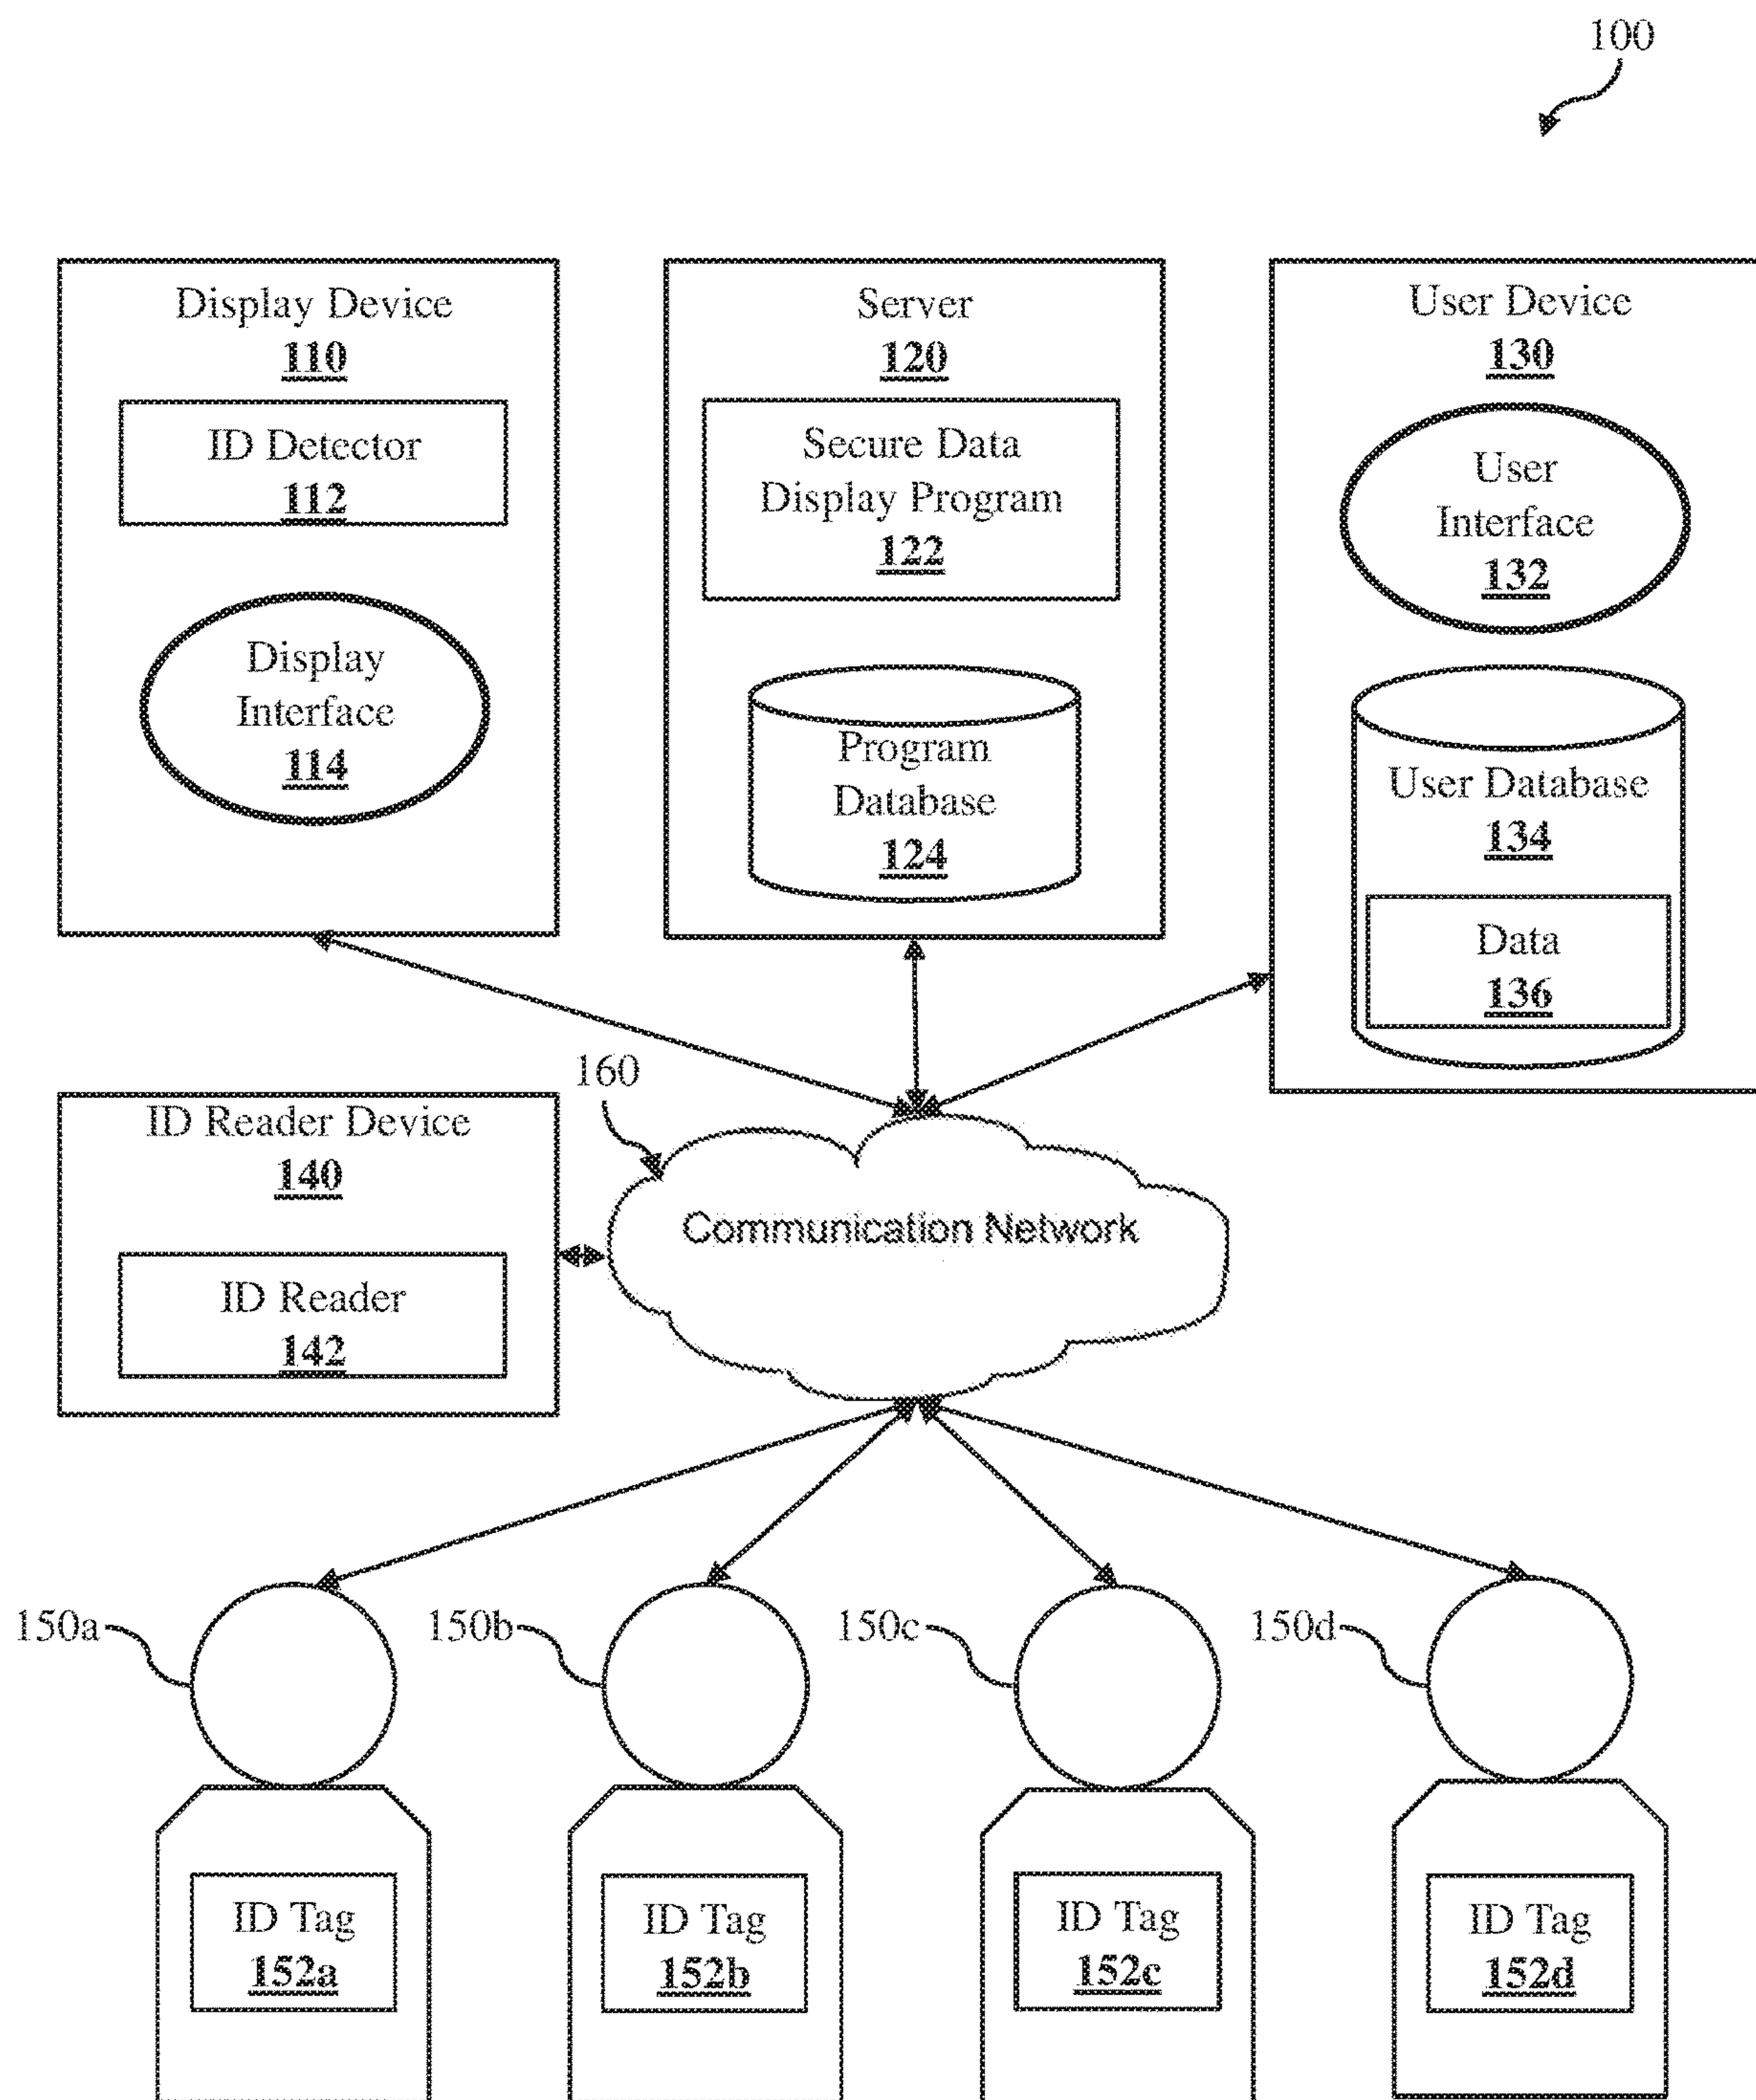 100
Display Device
110
ID Detector
112
Display
Interface
114
Server
120
Secure Data
Display Program
122
Program
Database
124
User Device
130
User
Interface
132
User Database
134
Data
136
160
ID Reader Device
140
ID Reader
142
Communication Network
150a
150b
150c
150d
ID Tag
152a
ID Tag
152b
ID Tag
152c
ID Tag
152d